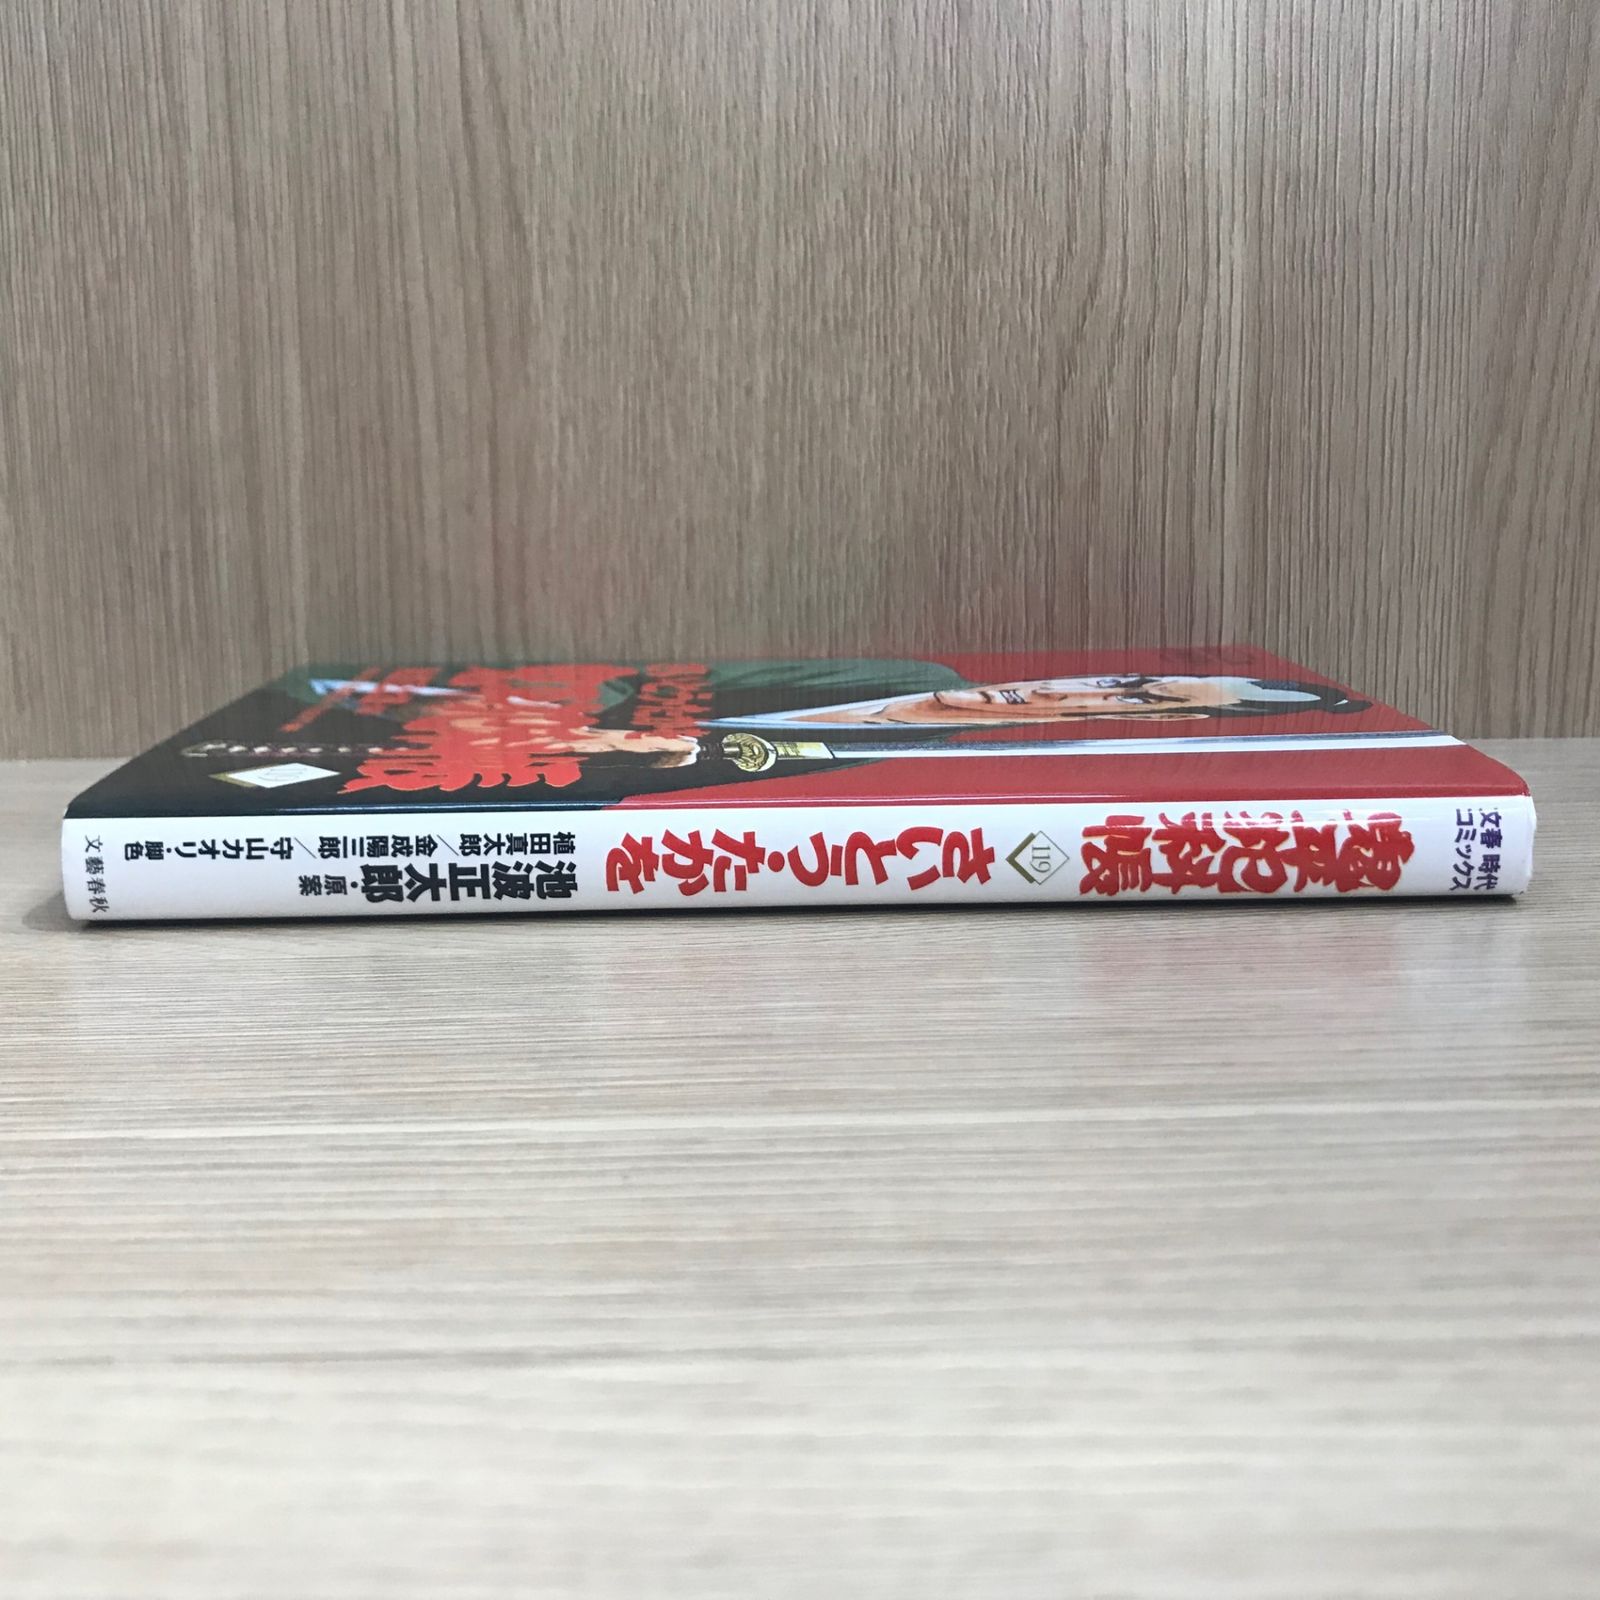 文春時代
コミックス
鬼平犯科帳
119
さいとう・たかを
池波正太郎・原案
植田真太郎／金成陽三郎／守山カオリ・脚色
文藝春秋